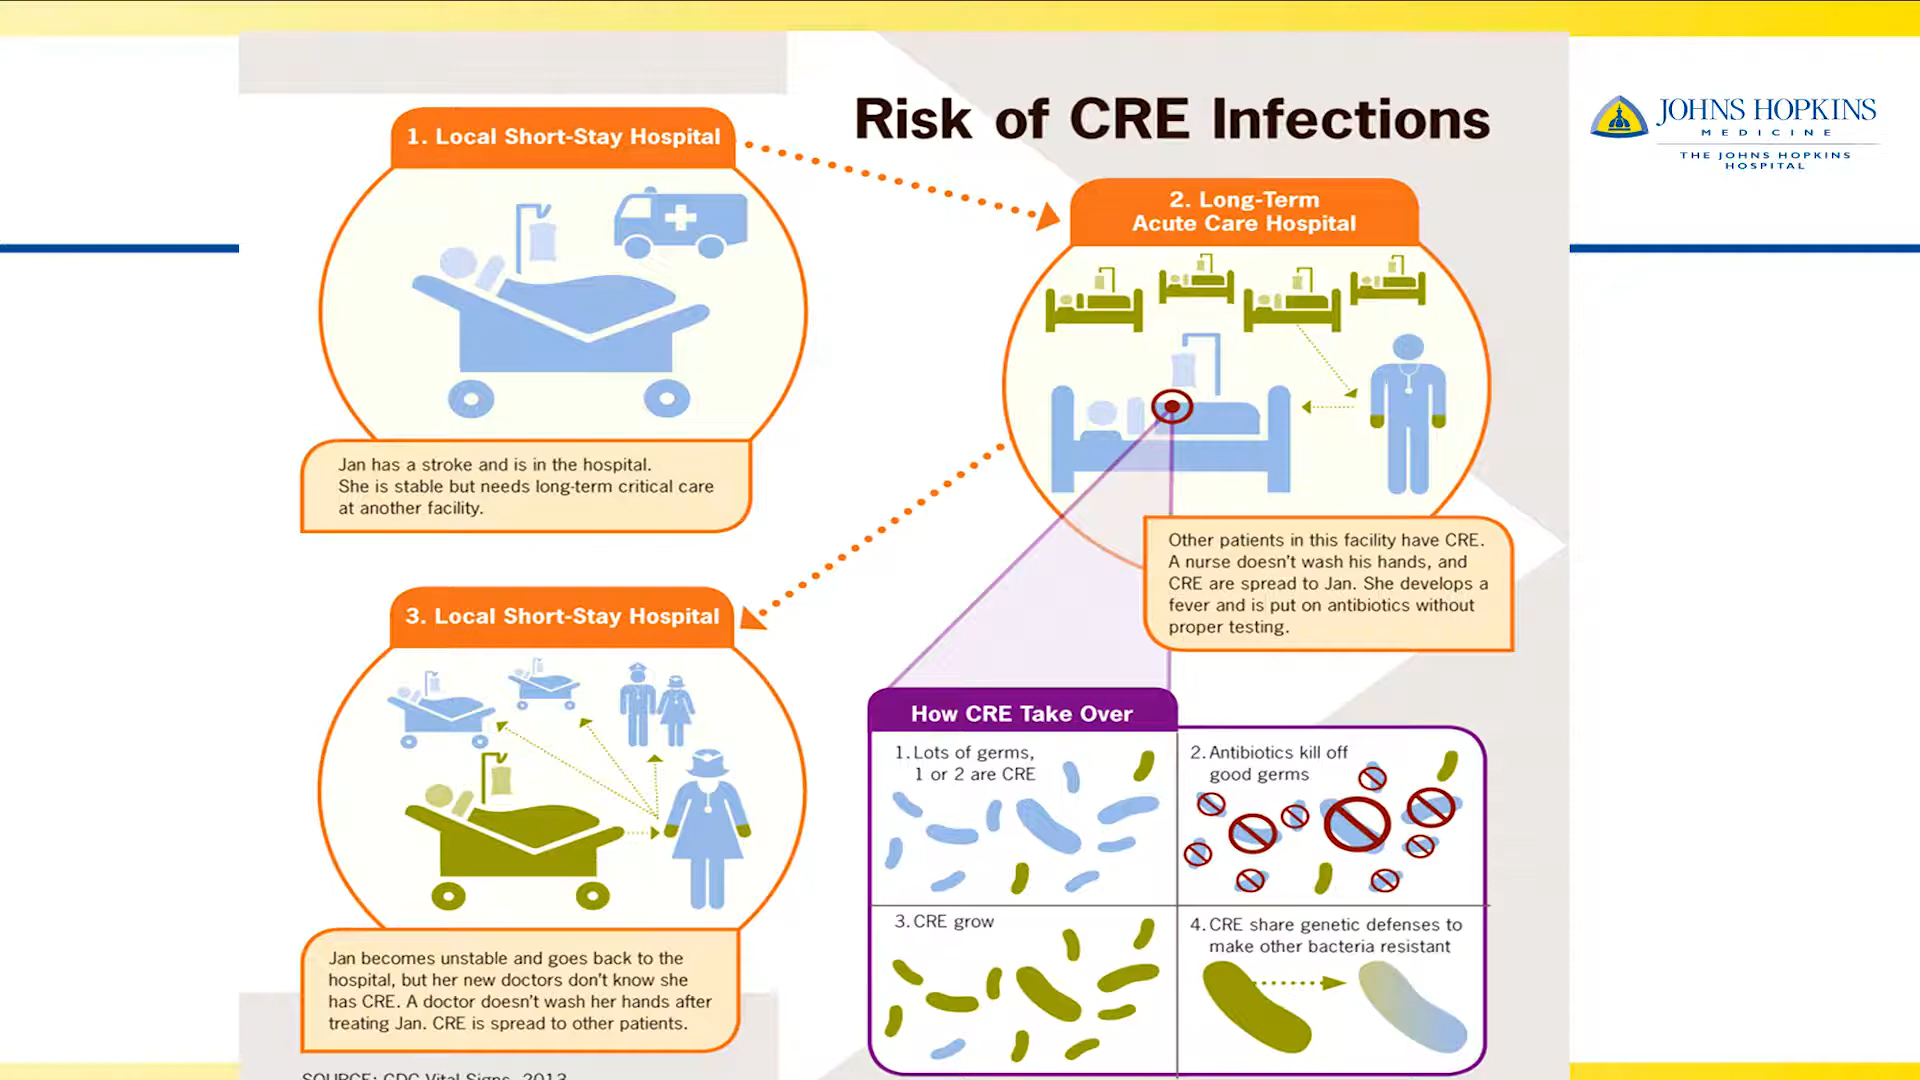 Risk of CRE Infections
JOHNS HOPKINS
MEDICINE
THE JOHNS HOPKINS
HOSPITAL
1. Local Short-Stay Hospital
Jan has a stroke and is in the hospital.
She is stable but needs long-term critical care
at another facility.
2. Long-Term
Acute Care Hospital
Other patients in this facility have CRE.
A nurse doesn't wash his hands, and
CRE are spread to Jan. She develops a
fever and is put on antibiotics without
proper testing.
3. Local Short-Stay Hospital
Jan becomes unstable and goes back to the
hospital, but her new doctors don't know she
has CRE. A doctor doesn't wash her hands after
treating Jan. CRE is spread to other patients.
How CRE Take Over
1. Lots of germs,
1 or 2 are CRE
2. Antibiotics kill off
good germs
3. CRE grow
4. CRE share genetic defenses to
make other bacteria resistant
SOURCE: CDC Vital Signs, 2013